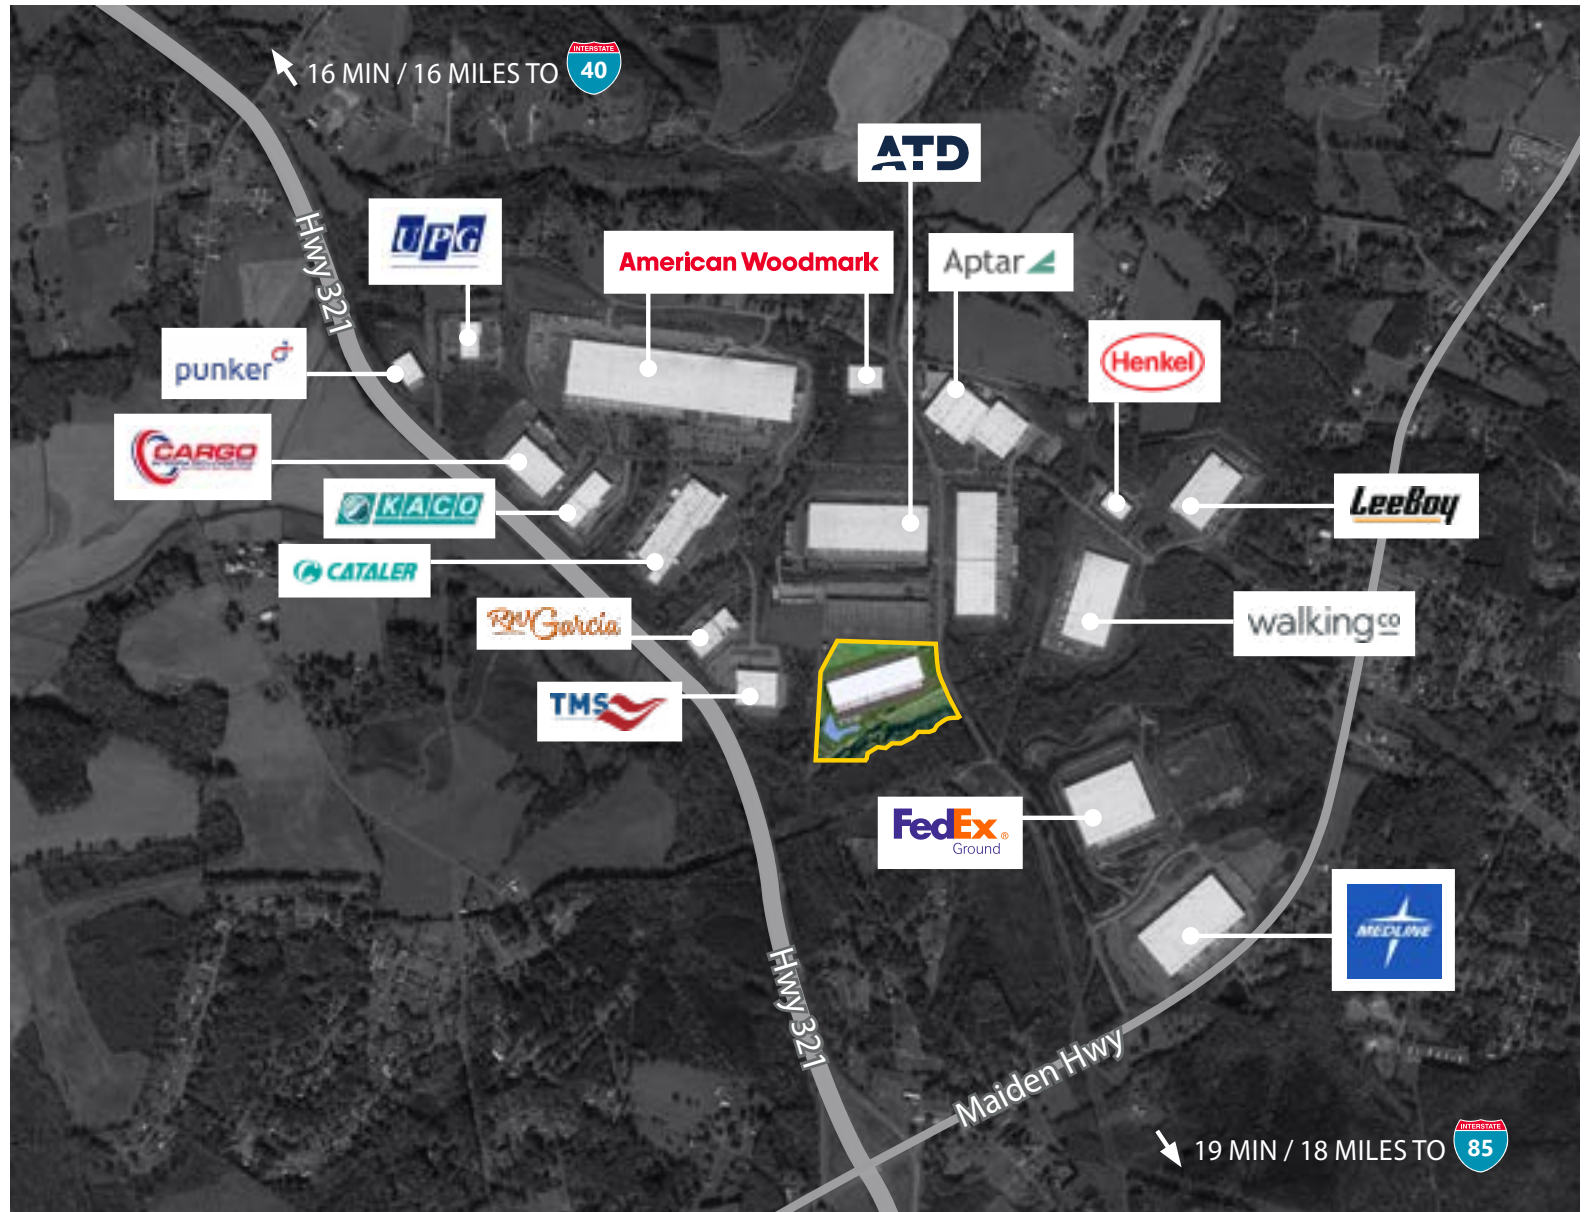 16 MIN / 16 MILES TO
INTERSTATE
40
ATD
UPG
Hwy 321
American Woodmark
Aptar
punker
Henkel
CARGO
KACO
LeeBoy
CATALER
RW Garcia
walking co
TMS
FedEx®
Ground
MEDLINE
Hwy 321
Maiden Hwy
19 MIN / 18 MILES TO
INTERSTATE
85